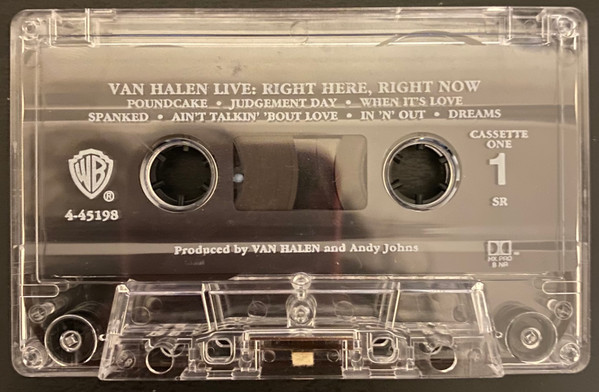 VAN HALEN LIVE: RIGHT HERE, RIGHT NOW
POUNDCAKE • JUDGEMENT DAY • WHEN IT'S LOVE
SPANKED • AIN'T TALKIN' 'BOUT LOVE • IN 'N' OUT • DREAMS
CASSETTE
ONE
1
SR
WB
®
4-45198
Produced by VAN HALEN and Andy Johns
HX PRO
B NR